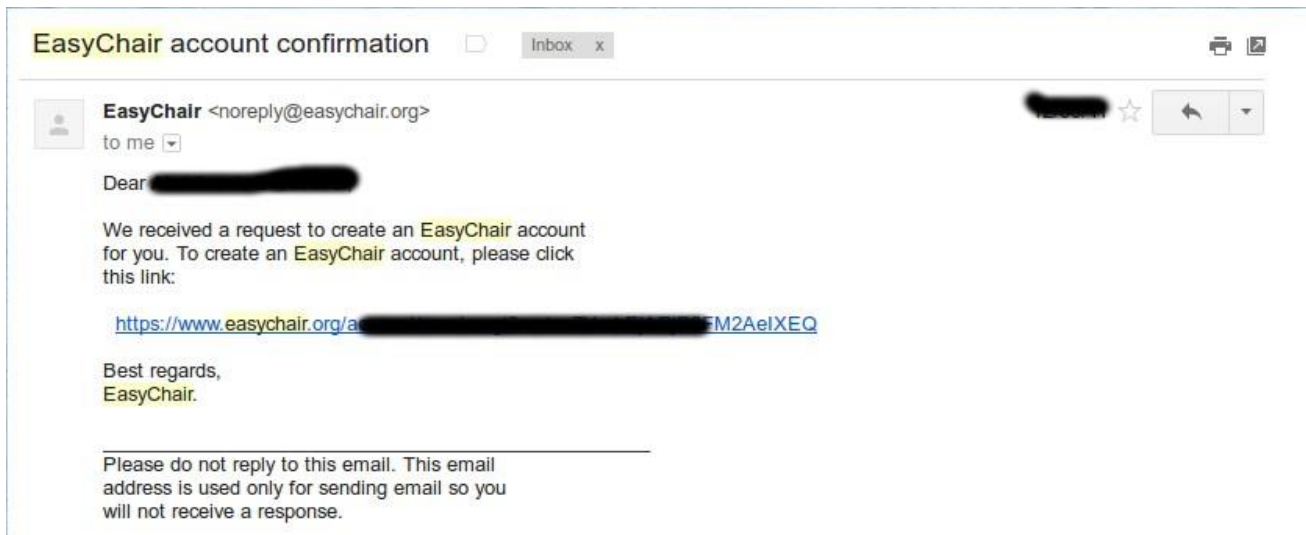 EasyChair account confirmation Inbox x
EasyChair <noreply@easychair.org>
to me
Dear
We received a request to create an EasyChair account
for you. To create an EasyChair account, please click
this link:
https://www.easychair.org/a FM2AeIXEQ
Best regards,
EasyChair.
Please do not reply to this email. This email
address is used only for sending email so you
will not receive a response.